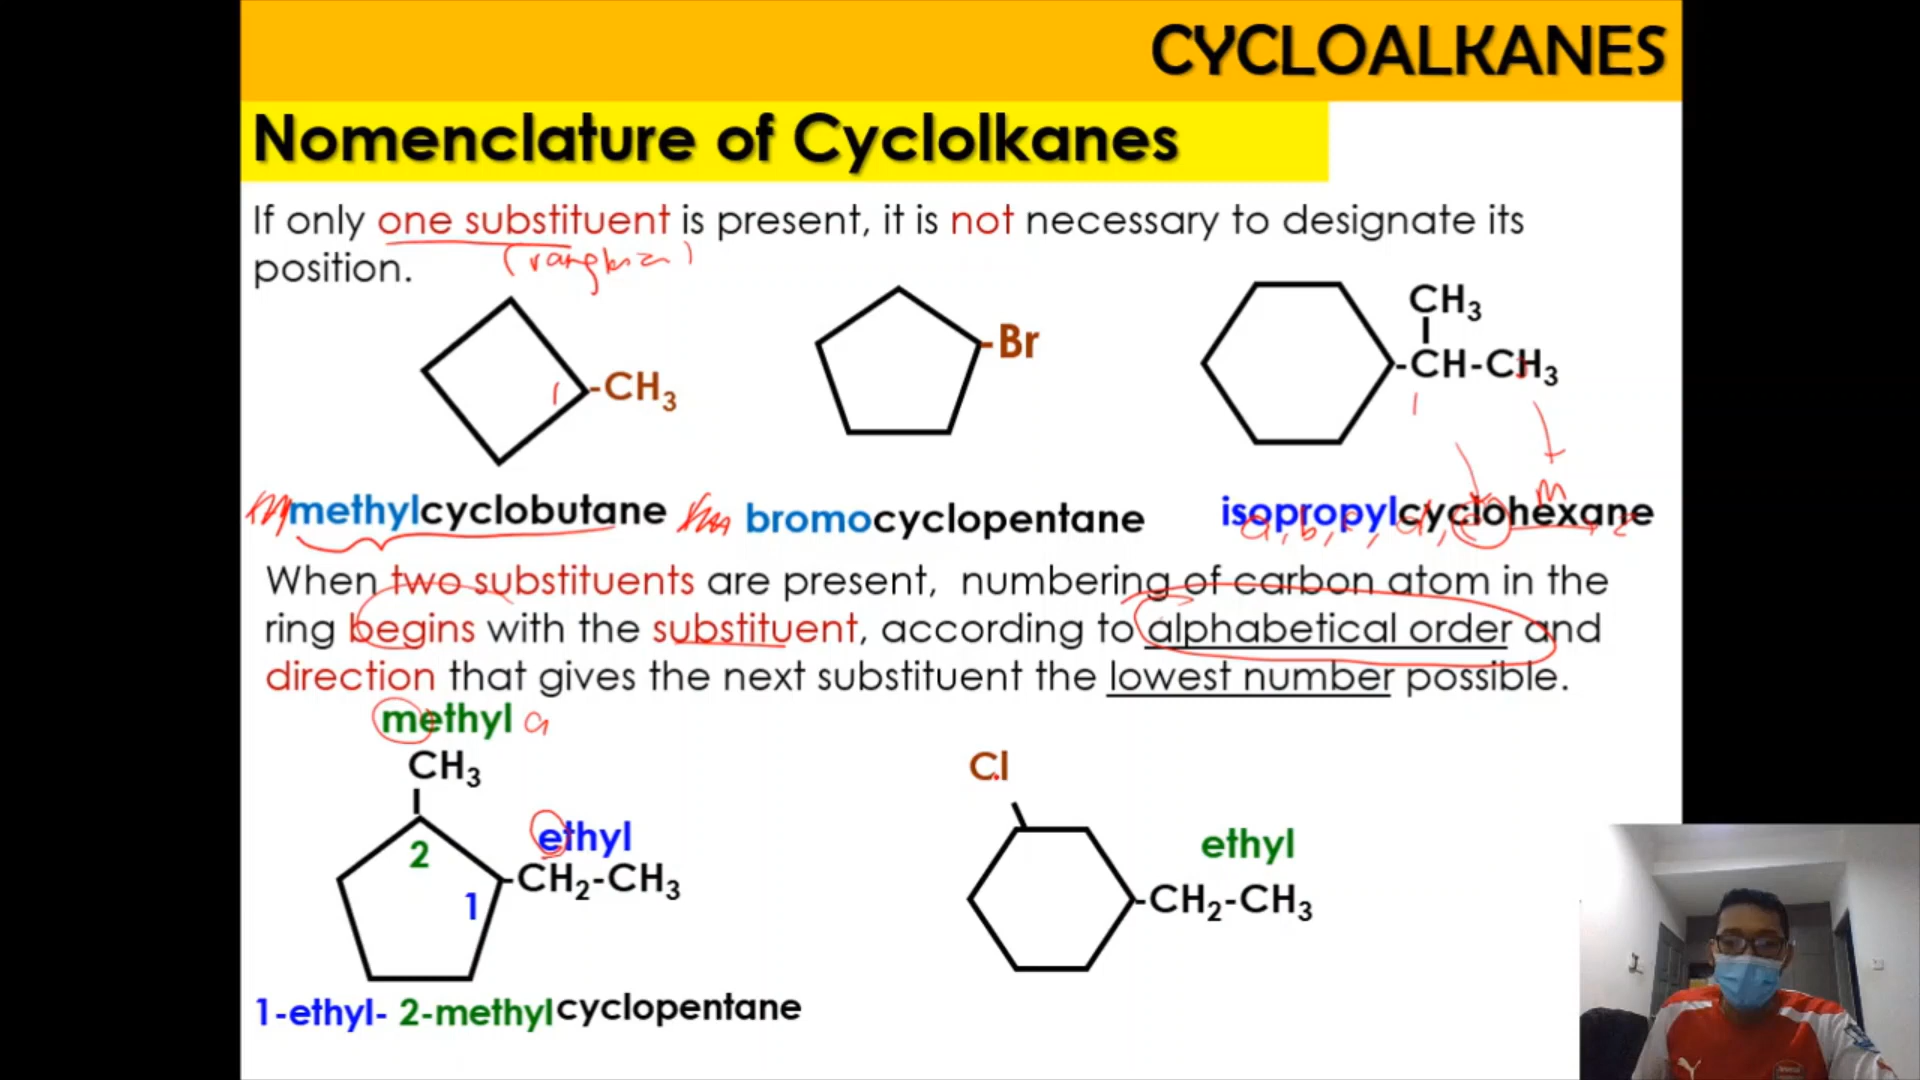 CYCLOALKANES
Nomenclature of Cyclolkanes
If only one substituent is present, it is not necessary to designate its
position.
-CH3
1
-Br
CH3
-CH-CH3
1
methylcyclobutane
bromocyclopentane
isopropylcyclohexane
m
a, b, c, d, e
z
When two substituents are present, numbering of carbon atom in the
ring begins with the substituent, according to alphabetical order and
direction that gives the next substituent the lowest number possible.
methyl a
CH3
2
1
ethyl
-CH2-CH3
1-ethyl- 2-methylcyclopentane
Cl
ethyl
-CH2-CH3